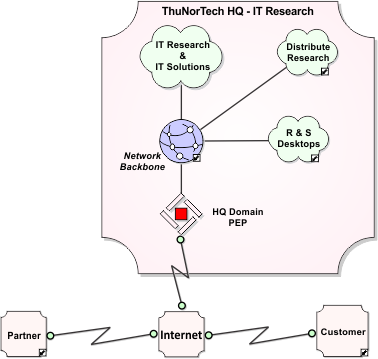 ThuNorTech HQ - IT Research
IT Research
&
IT Solutions
Distribute
Research
R & S
Desktops
Network
Backbone
HQ Domain
PEP
Partner
Internet
Customer